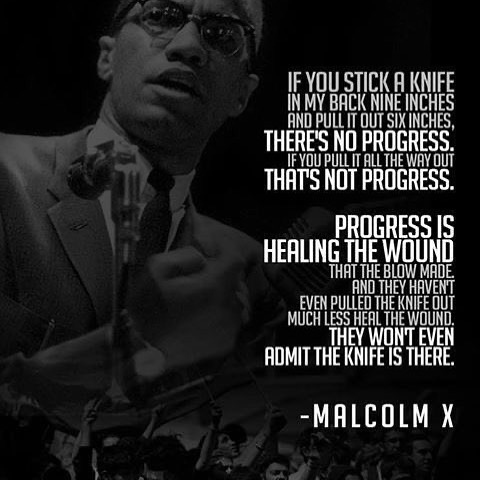 IF YOU STICK A KNIFE
IN MY BACK NINE INCHES
AND PULL IT OUT SIX INCHES,
THERE'S NO PROGRESS.
IF YOU PULL IT ALL THE WAY OUT
THAT'S NOT PROGRESS.
PROGRESS IS
HEALING THE WOUND
THAT THE BLOW MADE.
AND THEY HAVEN'T
EVEN PULLED THE KNIFE OUT
MUCH LESS HEAL THE WOUND.
THEY WON'T EVEN
ADMIT THE KNIFE IS THERE.
-MALCOLM X